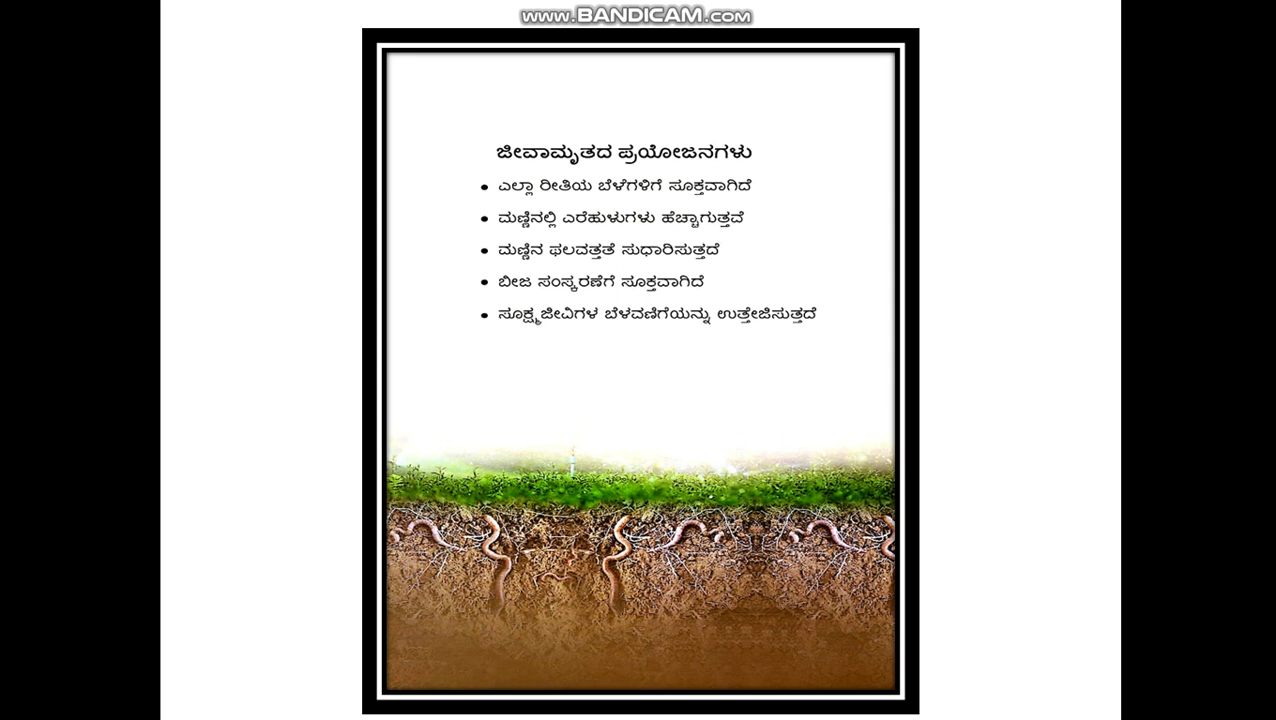 www.BANDICAM.com
ಜೀವಾಮೃತದ ಪ್ರಯೋಜನಗಳು
• ಎಲ್ಲಾ ರೀತಿಯ ಬೆಳೆಗಳಿಗೆ ಸೂಕ್ತವಾಗಿದೆ
• ಮಣ್ಣಿನಲ್ಲಿ ಎರೆಹುಳುಗಳು ಹೆಚ್ಚಾಗುತ್ತವೆ
• ಮಣ್ಣಿನ ಫಲವತ್ತತೆ ಸುಧಾರಿಸುತ್ತದೆ
• ಬೀಜ ಸಂಸ್ಕರಣೆಗೆ ಸೂಕ್ತವಾಗಿದೆ
• ಸೂಕ್ಷ್ಮಜೀವಿಗಳ ಬೆಳವಣಿಗೆಯನ್ನು ಉತ್ತೇಜಿಸುತ್ತದೆ